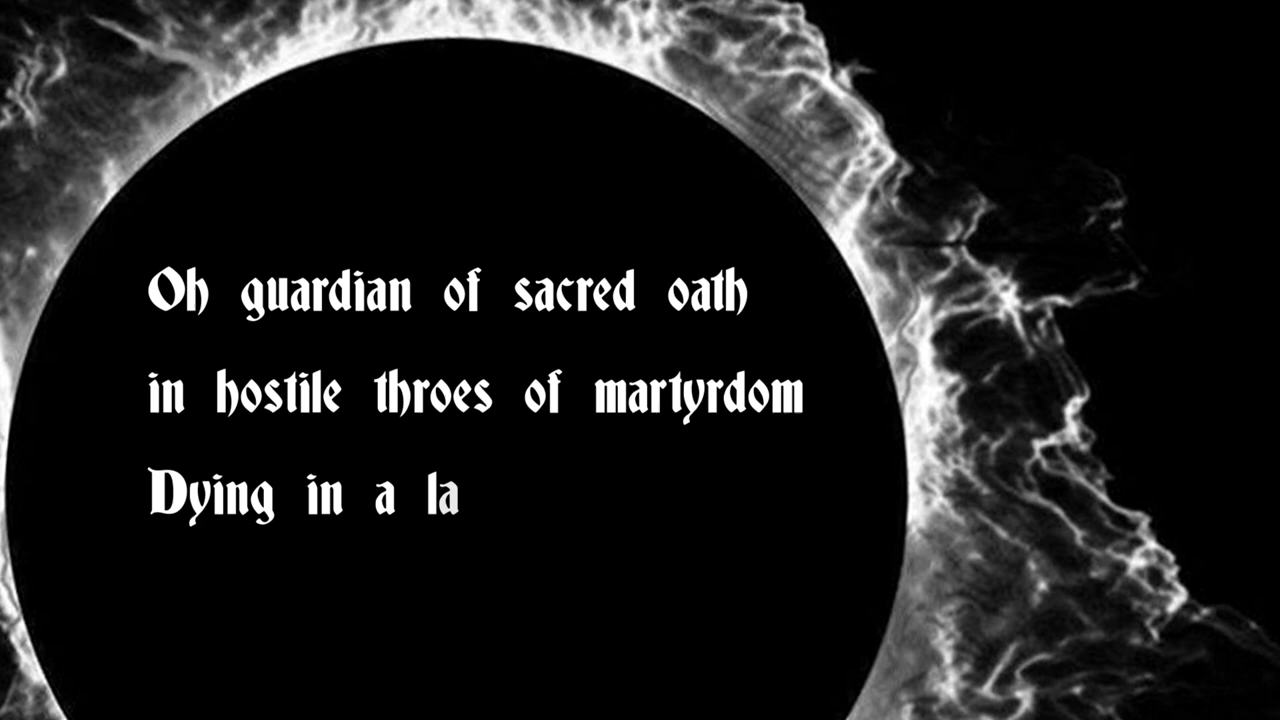 Oh guardian of sacred oath
in hostile throes of martyrdom
Dying in a la